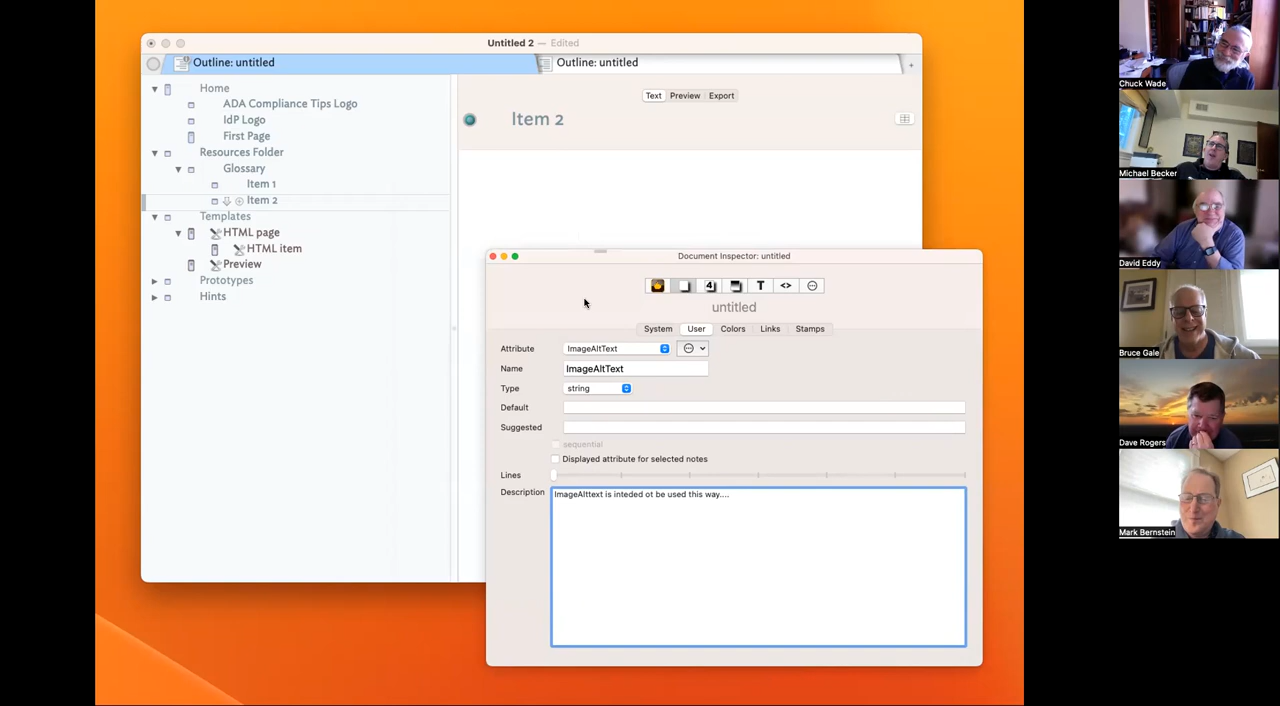 Untitled 2 — Edited
Outline: untitled
Outline: untitled
+
Home
ADA Compliance Tips Logo
IdP Logo
First Page
Resources Folder
Glossary
Item 1
Item 2
Templates
HTML page
HTML item
Preview
Prototypes
Hints
Text Preview Export
Item 2
Document Inspector: untitled
4 T <>
untitled
System User Colors Links Stamps
Attribute ImageAltText
Name ImageAltText
Type string
Default
Suggested
sequential
Displayed attribute for selected notes
Lines
Description ImageAlttext is inteded ot be used this way....
Chuck Wade
Michael Becker
David Eddy
Bruce Gale
Dave Rogers
Mark Bernstein